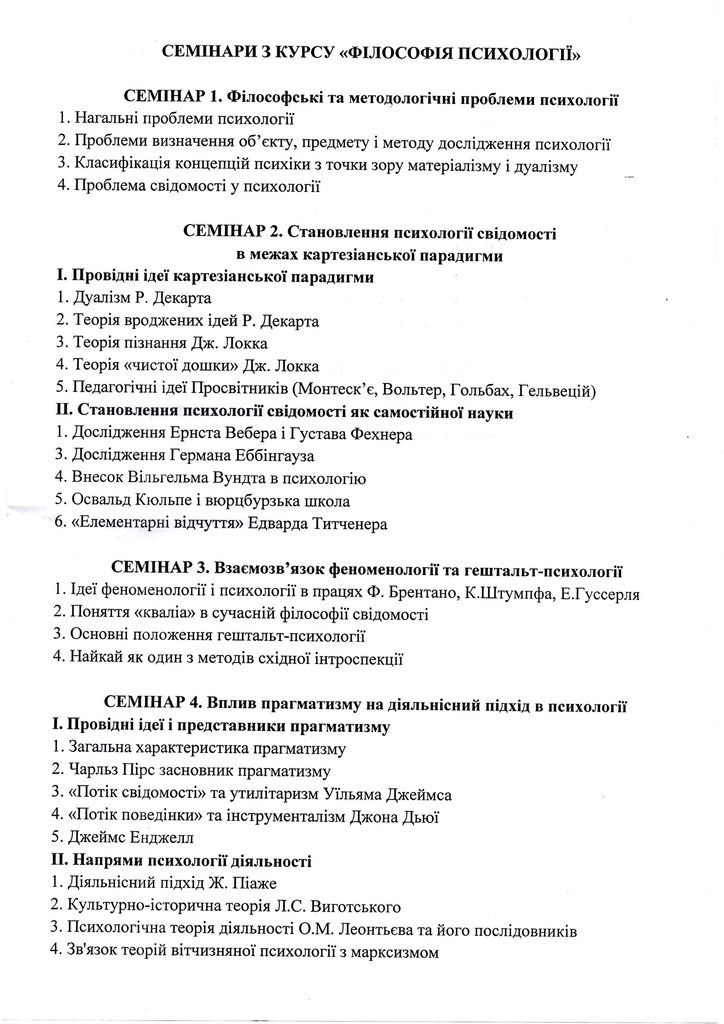 СЕМІНАРИ З КУРСУ «ФІЛОСОФІЯ ПСИХОЛОГІЇ»
СЕМІНАР 1. Філософські та методологічні проблеми психології
1. Нагальні проблеми психології
2. Проблеми визначення об’єкту, предмету і методу дослідження психології
3. Класифікація концепцій психіки з точки зору матеріалізму і дуалізму
4. Проблема свідомості у психології
СЕМІНАР 2. Становлення психології свідомості
в межах картезіанської парадигми
І. Провідні ідеї картезіанської парадигми
1. Дуалізм Р. Декарта
2. Теорія вроджених ідей Р. Декарта
3. Теорія пізнання Дж. Локка
4. Теорія «чистої дошки» Дж. Локка
5. Педагогічні ідеї Просвітників (Монтеск’є, Вольтер, Гольбах, Гельвецій)
ІІ. Становлення психології свідомості як самостійної науки
1. Дослідження Ернста Вебера і Густава Фехнера
3. Дослідження Германа Еббінгауза
4. Внесок Вільгельма Вундта в психологію
5. Освальд Кюльпе і вюрцбурзька школа
6. «Елементарні відчуття» Едварда Титченера
СЕМІНАР 3. Взаємозв’язок феноменології та гештальт-психології
1. Ідеї феноменології і психології в працях Ф. Брентано, К.Штумпфа, Е.Гуссерля
2. Поняття «кваліа» в сучасній філософії свідомості
3. Основні положення гештальт-психології
4. Найкай як один з методів східної інтроспекції
СЕМІНАР 4. Вплив прагматизму на діяльнісний підхід в психології
І. Провідні ідеї і представники прагматизму
1. Загальна характеристика прагматизму
2. Чарльз Пірс засновник прагматизму
3. «Потік свідомості» та утилітаризм Уїльяма Джеймса
4. «Потік поведінки» та інструменталізм Джона Дьюї
5. Джеймс Енджелл
ІІ. Напрями психології діяльності
1. Діяльнісний підхід Ж. Піаже
2. Культурно-історична теорія Л.С. Виготського
3. Психологічна теорія діяльності О.М. Леонтьєва та його послідовників
4. Зв'язок теорій вітчизняної психології з марксизмом